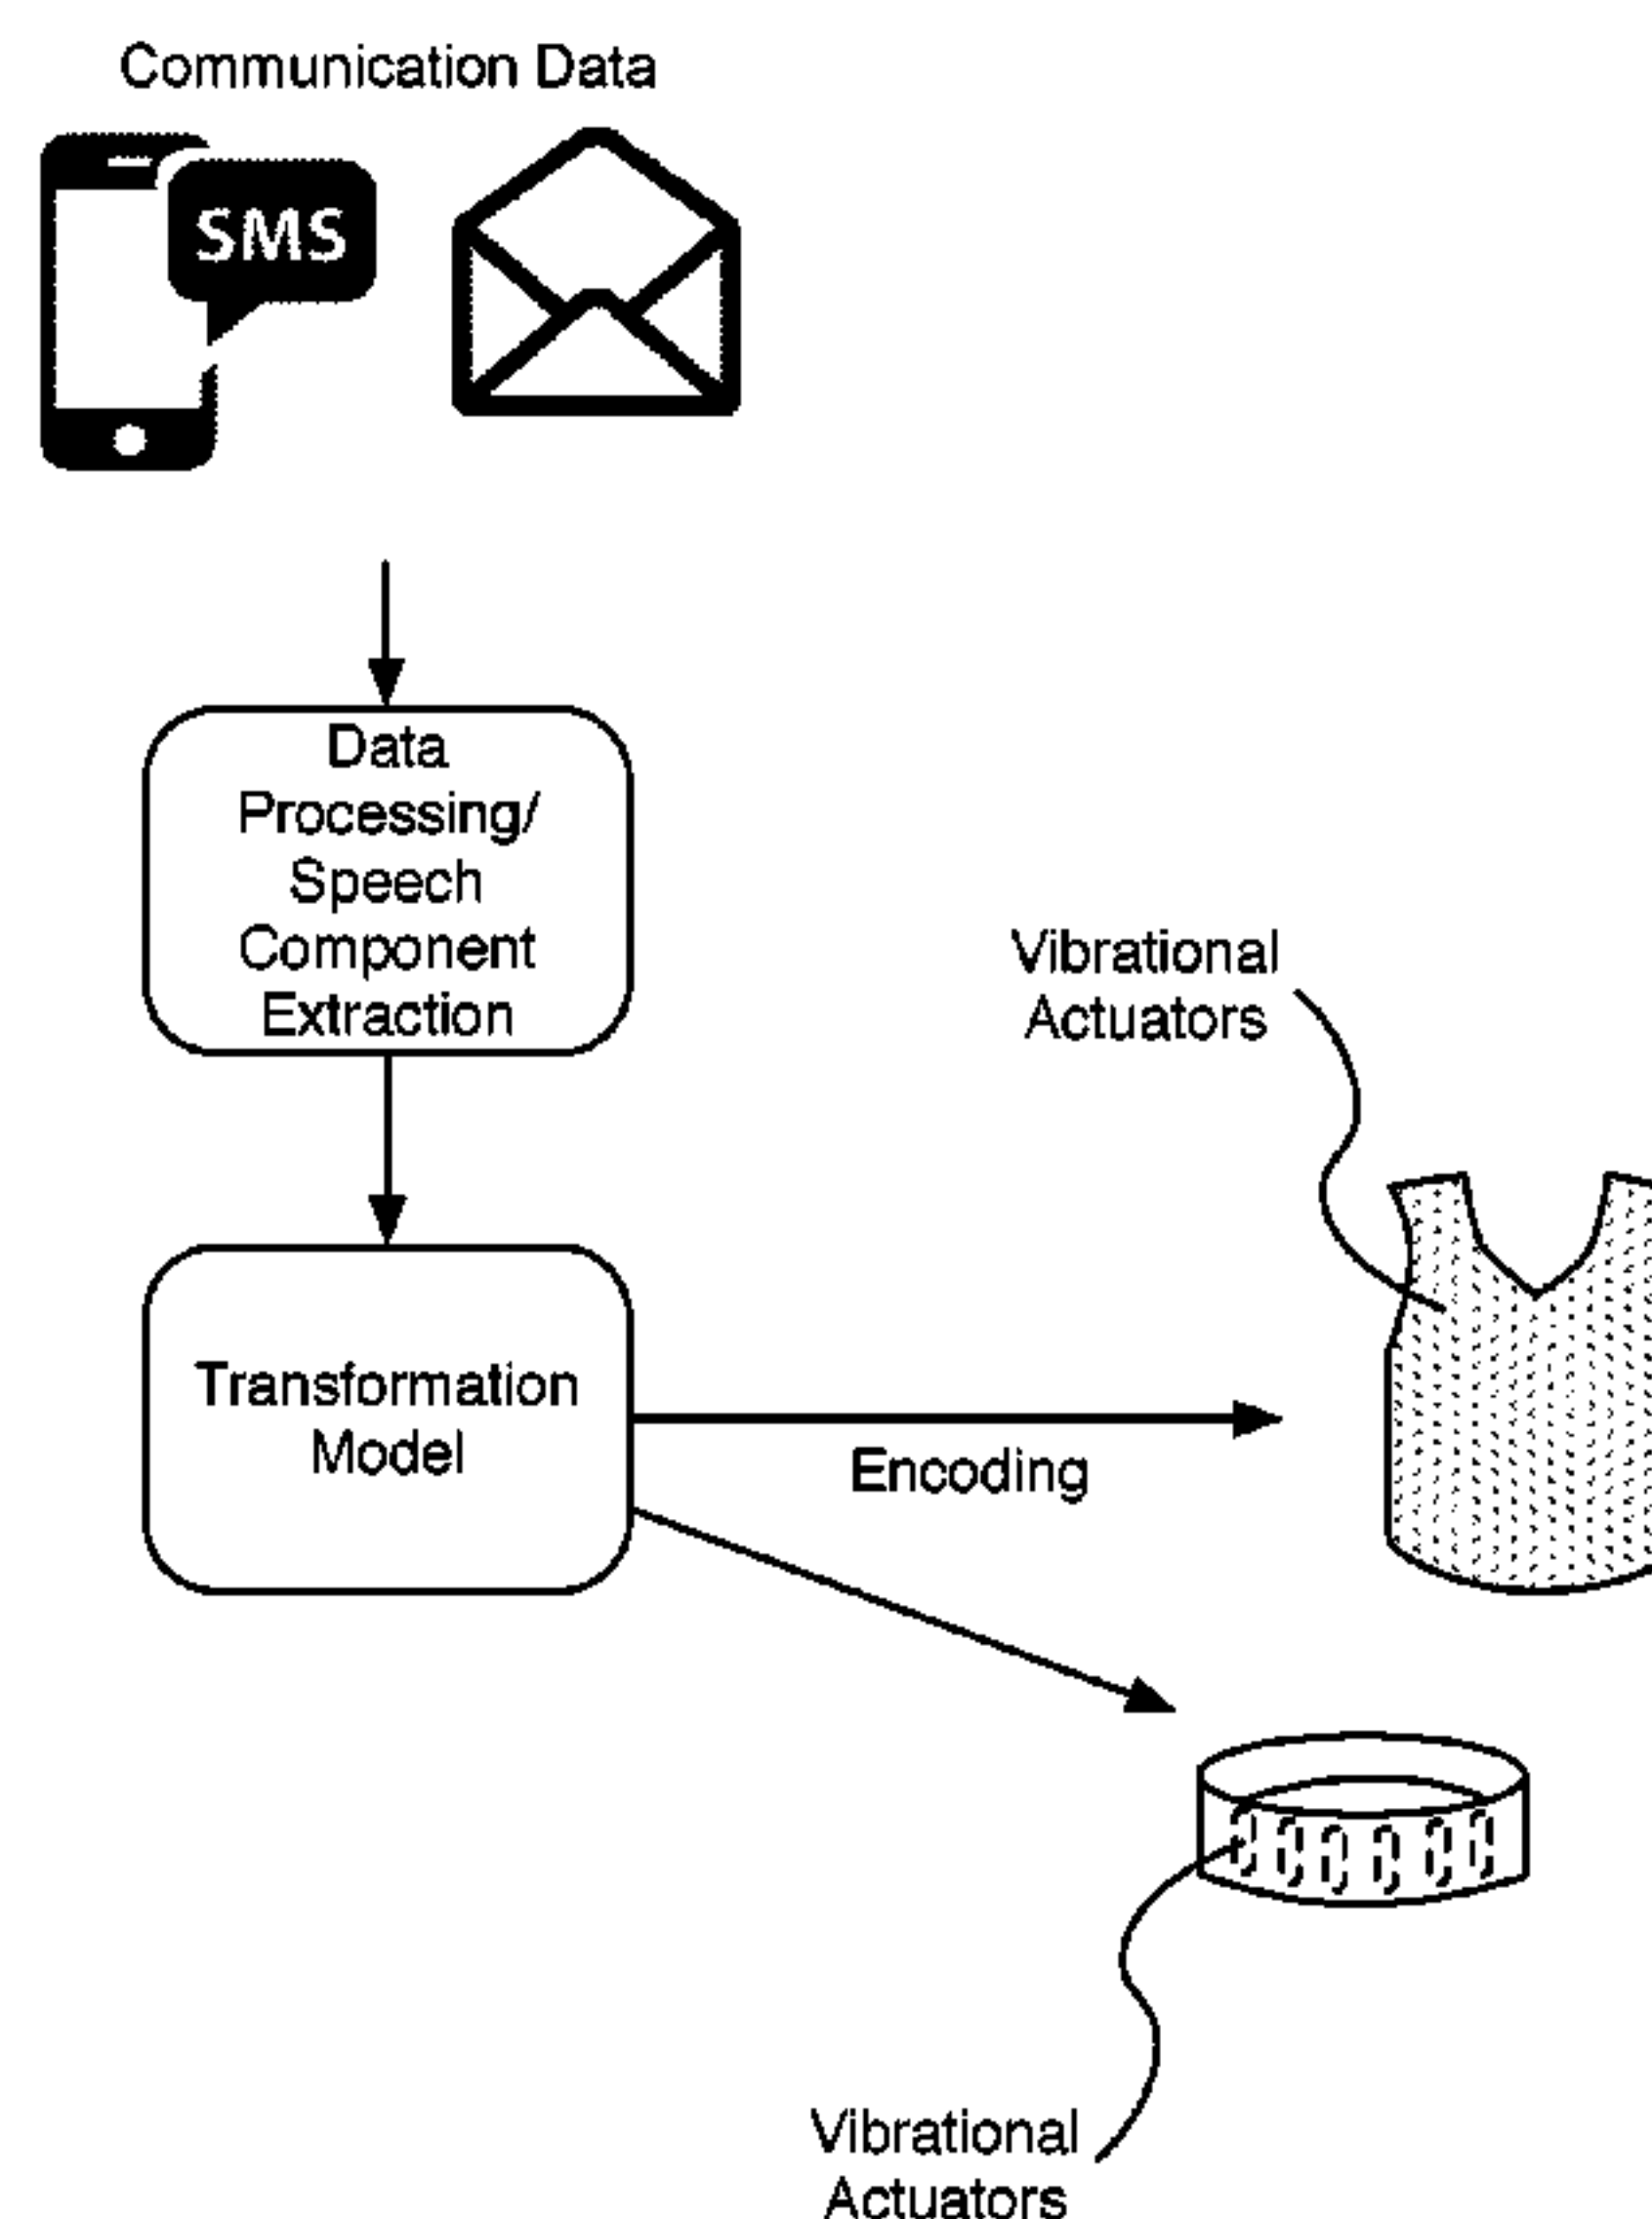 Communication Data
SMS
Data
Processing/
Speech
Component
Extraction
Vibrational
Actuators
Transformation
Model
Encoding
Vibrational
Actuators